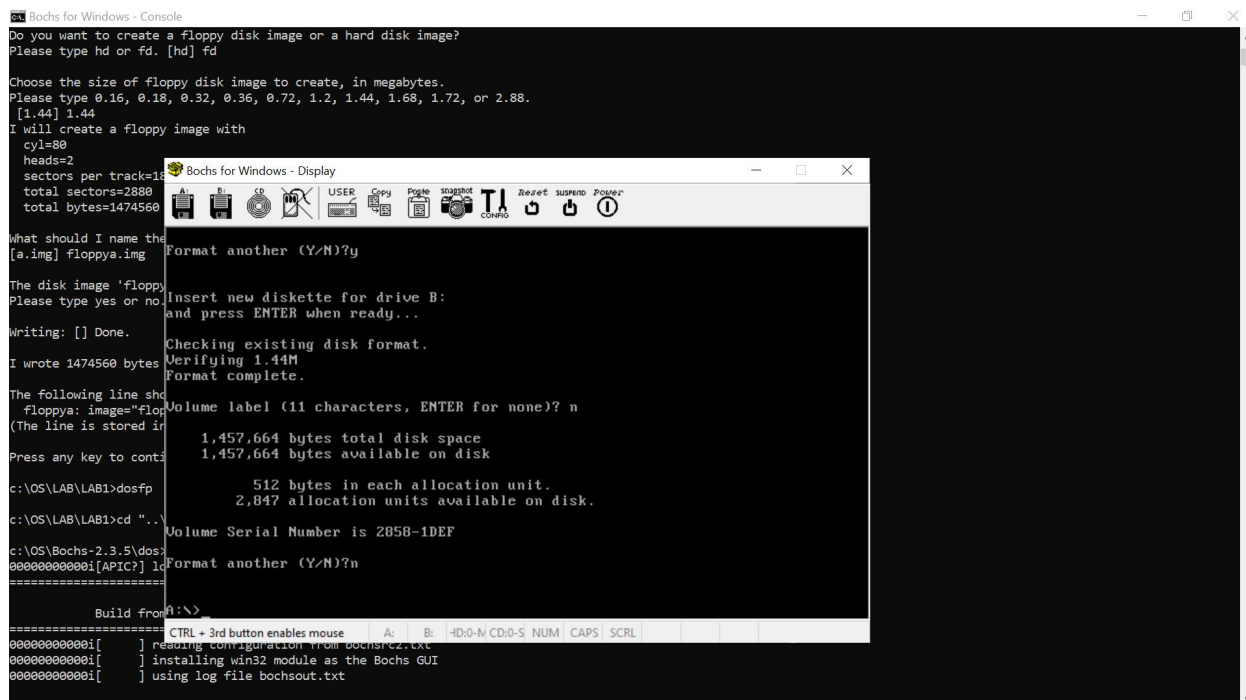 Bochs for Windows - Console
Do you want to create a floppy disk image or a hard disk image?
Please type hd or fd. [hd] fd
Choose the size of floppy disk image to create, in megabytes.
Please type 0.16, 0.18, 0.32, 0.36, 0.72, 1.2, 1.44, 1.68, 1.72, or 2.88.
[1.44] 1.44
I will create a floppy image with
cyl=80
heads=2
sectors per track=18
total sectors=2880
total bytes=1474560
What should I name the
[a.img] floppya.img
The disk image 'floppy
Please type yes or no.
Writing: [] Done.
I wrote 1474560 bytes
The following line sho
floppya: image="flop
(The line is stored in
Press any key to conti
c:\OS\LAB\LAB1>dosfp
c:\OS\LAB\LAB1>cd "..\
c:\OS\Bochs-2.3.5\dos>
00000000000i[APIC?] lo
========================
Build from
========================
00000000000i[     ] reading configuration from bochsrc2.txt
00000000000i[     ] installing win32 module as the Bochs GUI
00000000000i[     ] using log file bochsout.txt
Bochs for Windows - Display
A: B: CD USER Copy Paste snapshot CONFIG Reset SUSPEND Power
Format another (Y/N)?y
Insert new diskette for drive B:
and press ENTER when ready...
Checking existing disk format.
Verifying 1.44M
Format complete.
Volume label (11 characters, ENTER for none)? n
1,457,664 bytes total disk space
1,457,664 bytes available on disk
512 bytes in each allocation unit.
2,847 allocation units available on disk.
Volume Serial Number is 2858-1DEF
Format another (Y/N)?n
A:\>_
CTRL + 3rd button enables mouse A: B: HD:0-M CD:0-S NUM CAPS SCRL